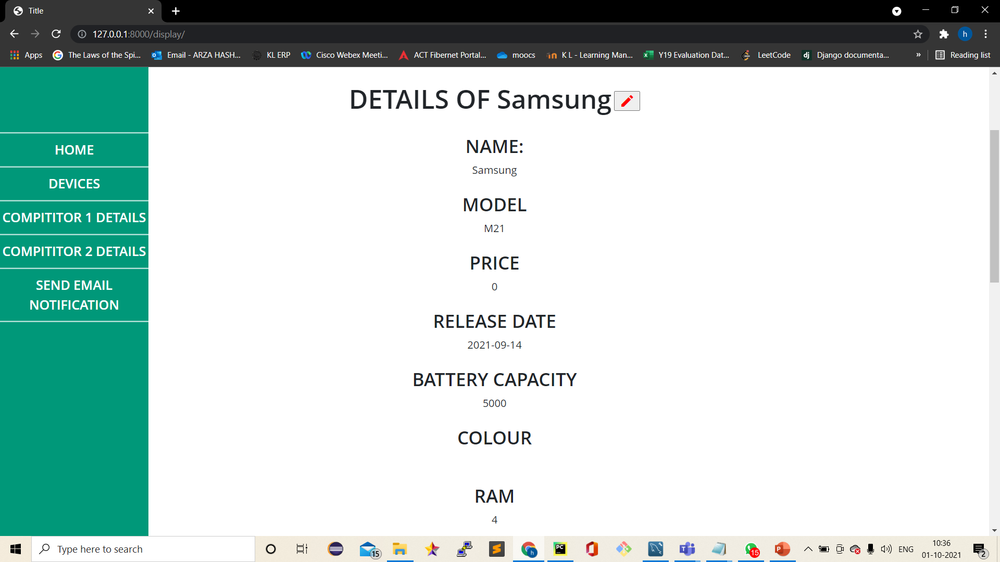 Title
127.0.0.1:8000/display/
h
Apps
The Laws of the Spi...
Email - ARZA HASH...
KL ERP
Cisco Webex Meeti...
ACT Fibernet Portal...
moocs
K L - Learning Man...
Y19 Evaluation Dat...
LeetCode
dj
Django documenta...
»
Reading list
HOME
DEVICES
COMPITITOR 1 DETAILS
COMPITITOR 2 DETAILS
SEND EMAIL
NOTIFICATION
DETAILS OF Samsung
NAME:
Samsung
MODEL
M21
PRICE
0
RELEASE DATE
2021-09-14
BATTERY CAPACITY
5000
COLOUR
RAM
4
Type here to search
15
h
PC
15
ENG
10:36
01-10-2021
2